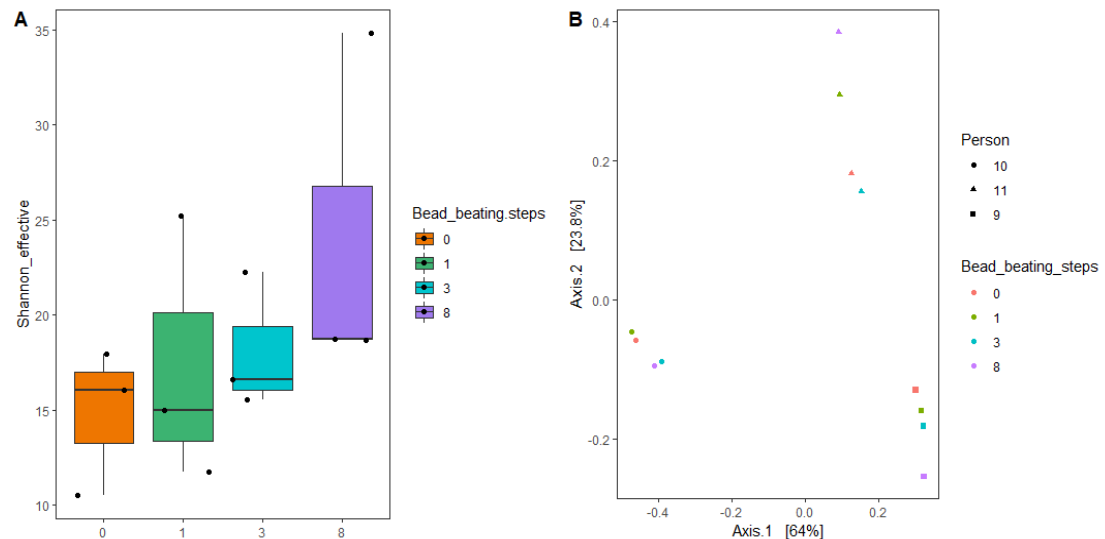 A
Shannon_effective
35
30
25
20
15
10
0 1 3 8
Bead_beating.steps
0
1
3
8
B
Axis.2 [23.8%]
0.4
0.2
0.0
-0.2
-0.4 -0.2 0.0 0.2
Axis.1 [64%]
Person
10
11
9
Bead_beating_steps
0
1
3
8